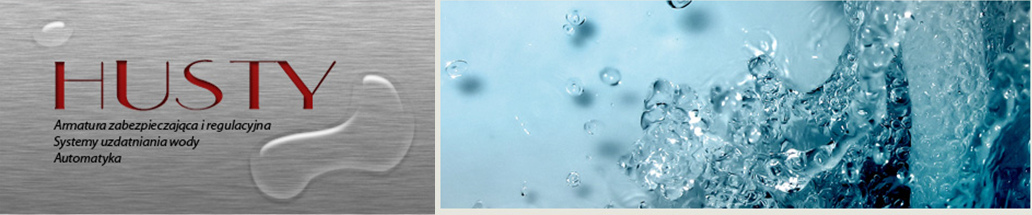 HUSTY
Armatura zabezpieczająca i regulacyjna
Systemy uzdatniania wody
Automatyka